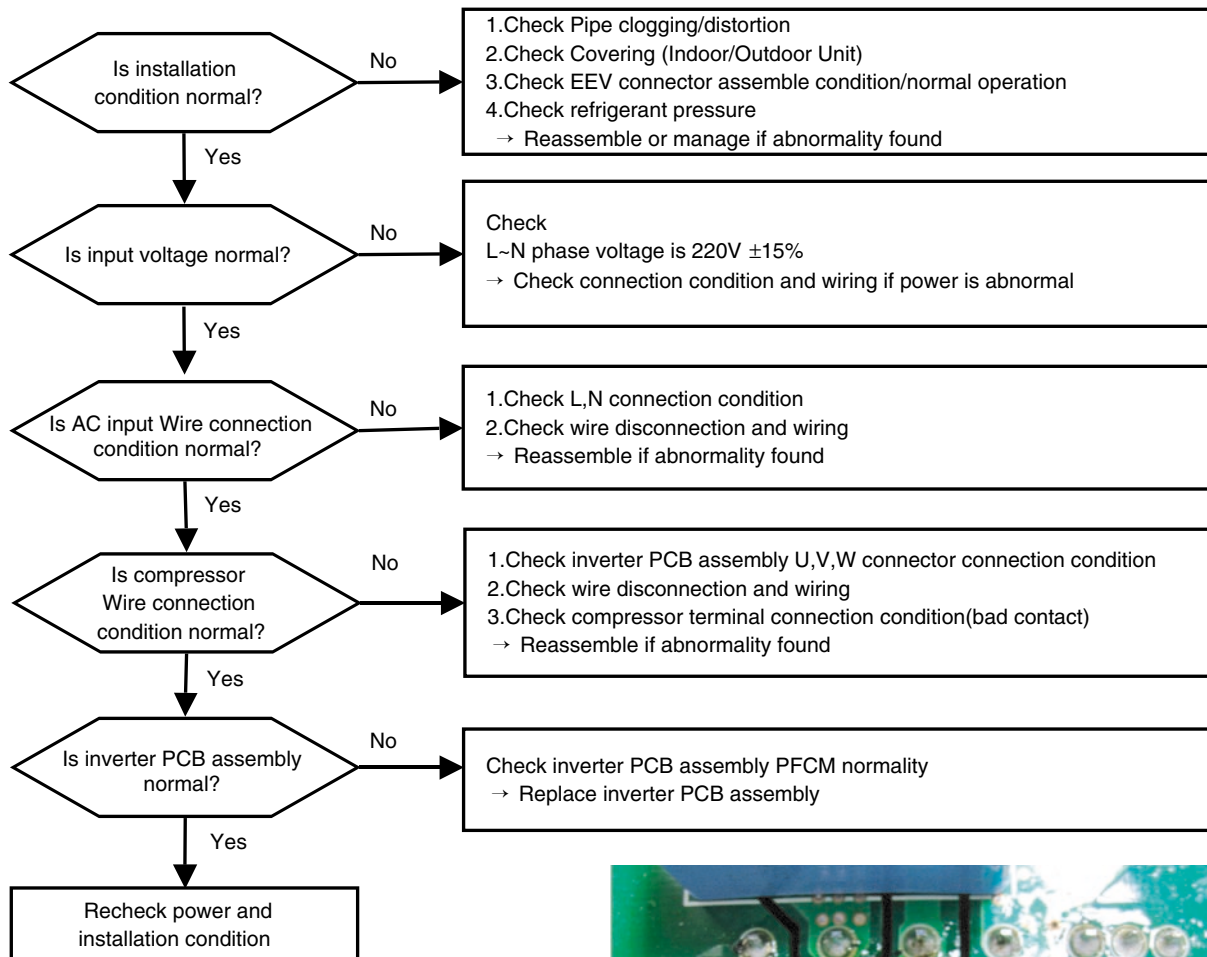 Is installation
condition normal?
No
1.Check Pipe clogging/distortion
2.Check Covering (Indoor/Outdoor Unit)
3.Check EEV connector assemble condition/normal operation
4.Check refrigerant pressure
→ Reassemble or manage if abnormality found
Yes
Is input voltage normal?
No
Check
L~N phase voltage is 220V ±15%
→ Check connection condition and wiring if power is abnormal
Yes
Is AC input Wire connection
condition normal?
No
1.Check L,N connection condition
2.Check wire disconnection and wiring
→ Reassemble if abnormality found
Yes
Is compressor
Wire connection
condition normal?
No
1.Check inverter PCB assembly U,V,W connector connection condition
2.Check wire disconnection and wiring
3.Check compressor terminal connection condition(bad contact)
→ Reassemble if abnormality found
Yes
Is inverter PCB assembly
normal?
No
Check inverter PCB assembly PFCM normality
→ Replace inverter PCB assembly
Yes
Recheck power and
installation condition